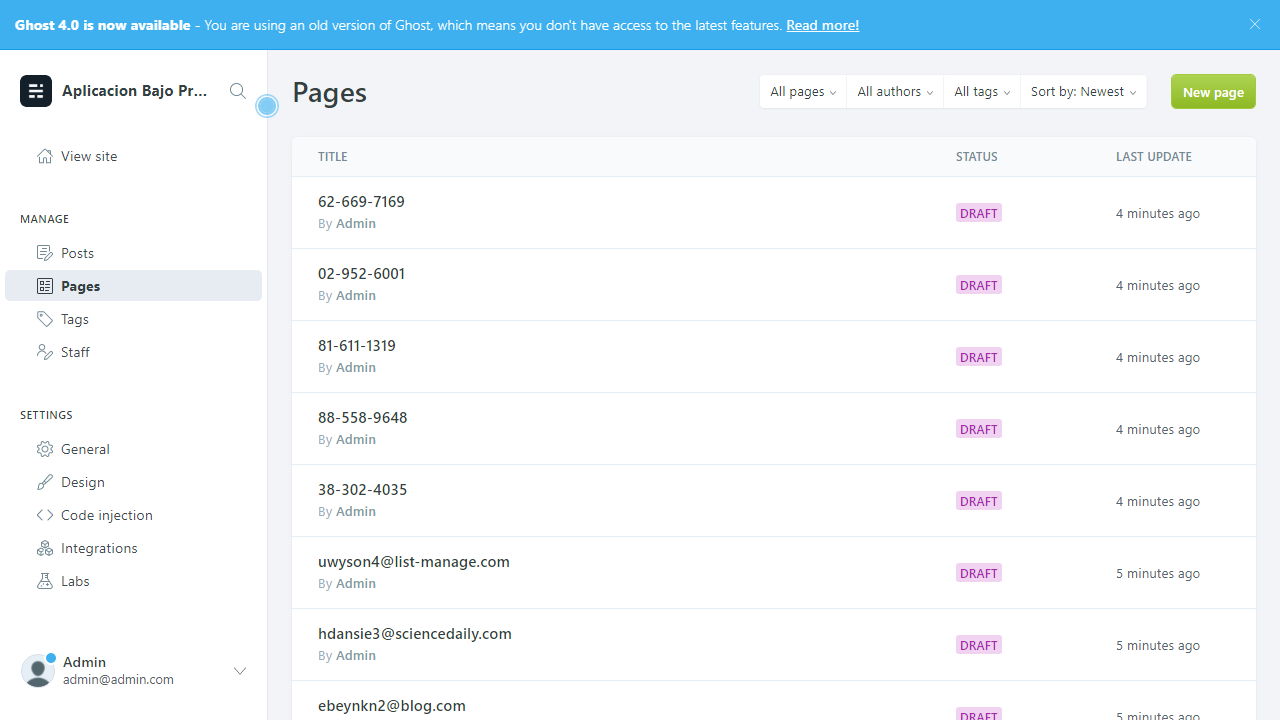 Ghost 4.0 is now available - You are using an old version of Ghost, which means you don't have access to the latest features. Read more!
Aplicacion Bajo Pr...
View site
MANAGE
Posts
Pages
Tags
Staff
SETTINGS
General
Design
Code injection
Integrations
Labs
Admin
admin@admin.com
Pages
All pages
All authors
All tags
Sort by: Newest
New page
TITLE STATUS LAST UPDATE
62-669-7169
By Admin
DRAFT
4 minutes ago
02-952-6001
By Admin
DRAFT
4 minutes ago
81-611-1319
By Admin
DRAFT
4 minutes ago
88-558-9648
By Admin
DRAFT
4 minutes ago
38-302-4035
By Admin
DRAFT
4 minutes ago
uwyson4@list-manage.com
By Admin
DRAFT
5 minutes ago
hdansie3@sciencedaily.com
By Admin
DRAFT
5 minutes ago
ebeynkn2@blog.com
DRAFT
5 minutes ago